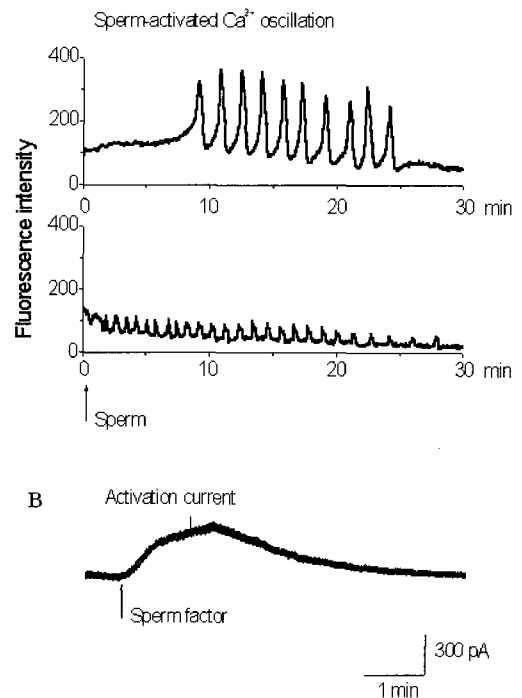 Sperm-activated Ca²⁺ oscillation
Fluorescence intensity
400
200
0
0 10 20 30 min
400
200
0
0 10 20 30 min
Sperm
B
Activation current
Sperm factor
300 pA
1 min